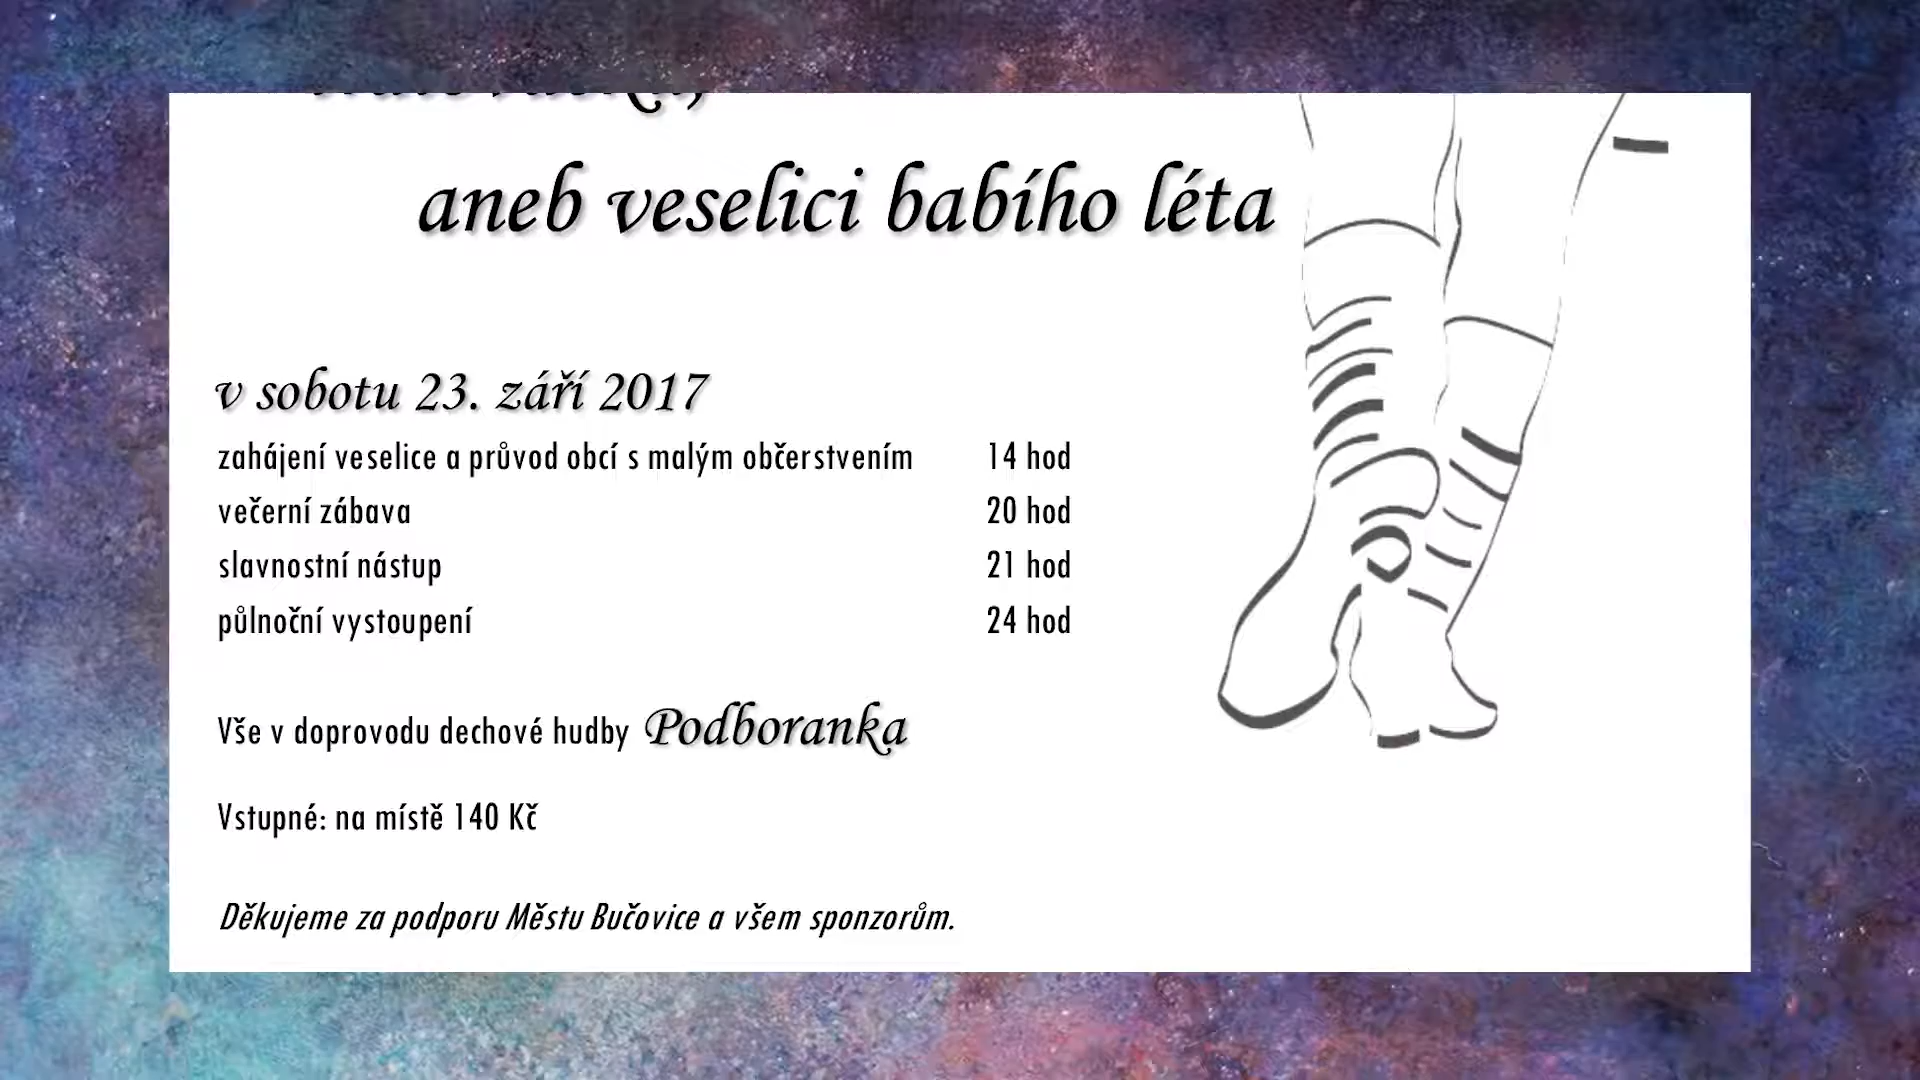 aneb veselici babího léta
v sobotu 23. září 2017
zahájení veselice a průvod obcí s malým občerstvením 14 hod
večerní zábava 20 hod
slavnostní nástup 21 hod
půlnoční vystoupení 24 hod
Vše v doprovodu dechové hudby Podboranka
Vstupné: na místě 140 Kč
Děkujeme za podporu Městu Bučovice a všem sponzorům.